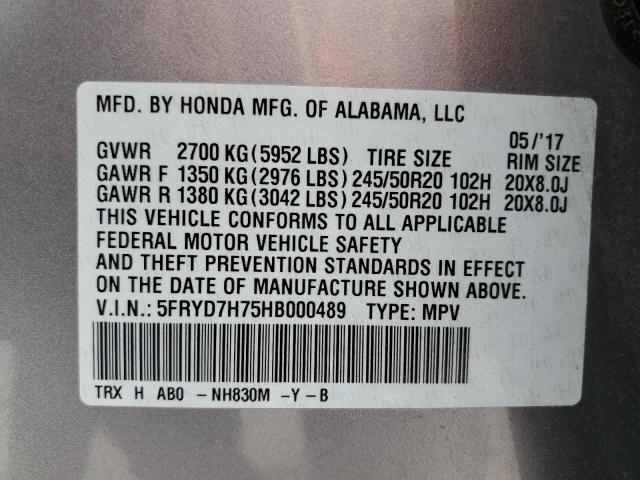 MFD. BY HONDA MFG. OF ALABAMA, LLC
05/'17
GVWR 2700 KG(5952 LBS) TIRE SIZE RIM SIZE
GAWR F 1350 KG(2976 LBS) 245/50R20 102H 20X8.0J
GAWR R 1380 KG(3042 LBS) 245/50R20 102H 20X8.0J
THIS VEHICLE CONFORMS TO ALL APPLICABLE
FEDERAL MOTOR VEHICLE SAFETY
AND THEFT PREVENTION STANDARDS IN EFFECT
ON THE DATE OF MANUFACTURE SHOWN ABOVE.
V.I.N.: 5FRYD7H75HB000489 TYPE: MPV
TRX H AB0 -NH830M -Y-B